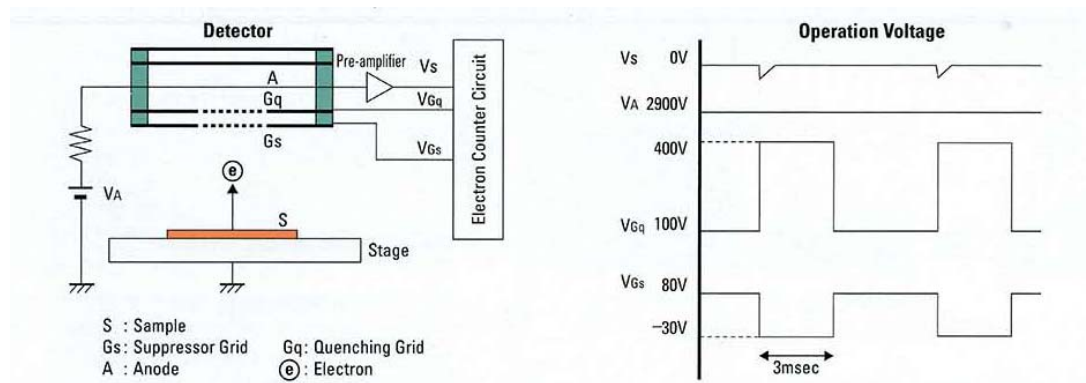 Detector
Pre-amplifier
A
Vs
Gq
VGq
Gs
VGs
Electron Counter Circuit
e
VA
S
Stage
S : Sample
Gs: Suppressor Grid Gq: Quenching Grid
A : Anode e : Electron
Operation Voltage
Vs 0V
VA 2900V
400V
VGq 100V
VGs 80V
−30V
3msec